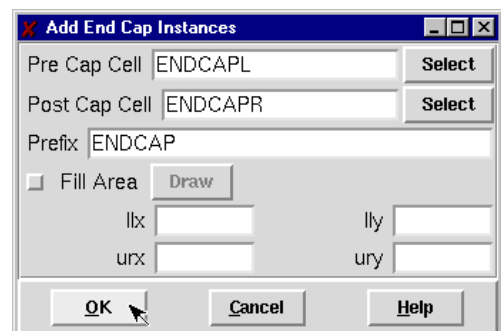 Add End Cap Instances
Pre Cap Cell ENDCAPL Select
Post Cap Cell ENDCAPR Select
Prefix ENDCAP
Fill Area Draw
llx lly
urx ury
OK Cancel Help